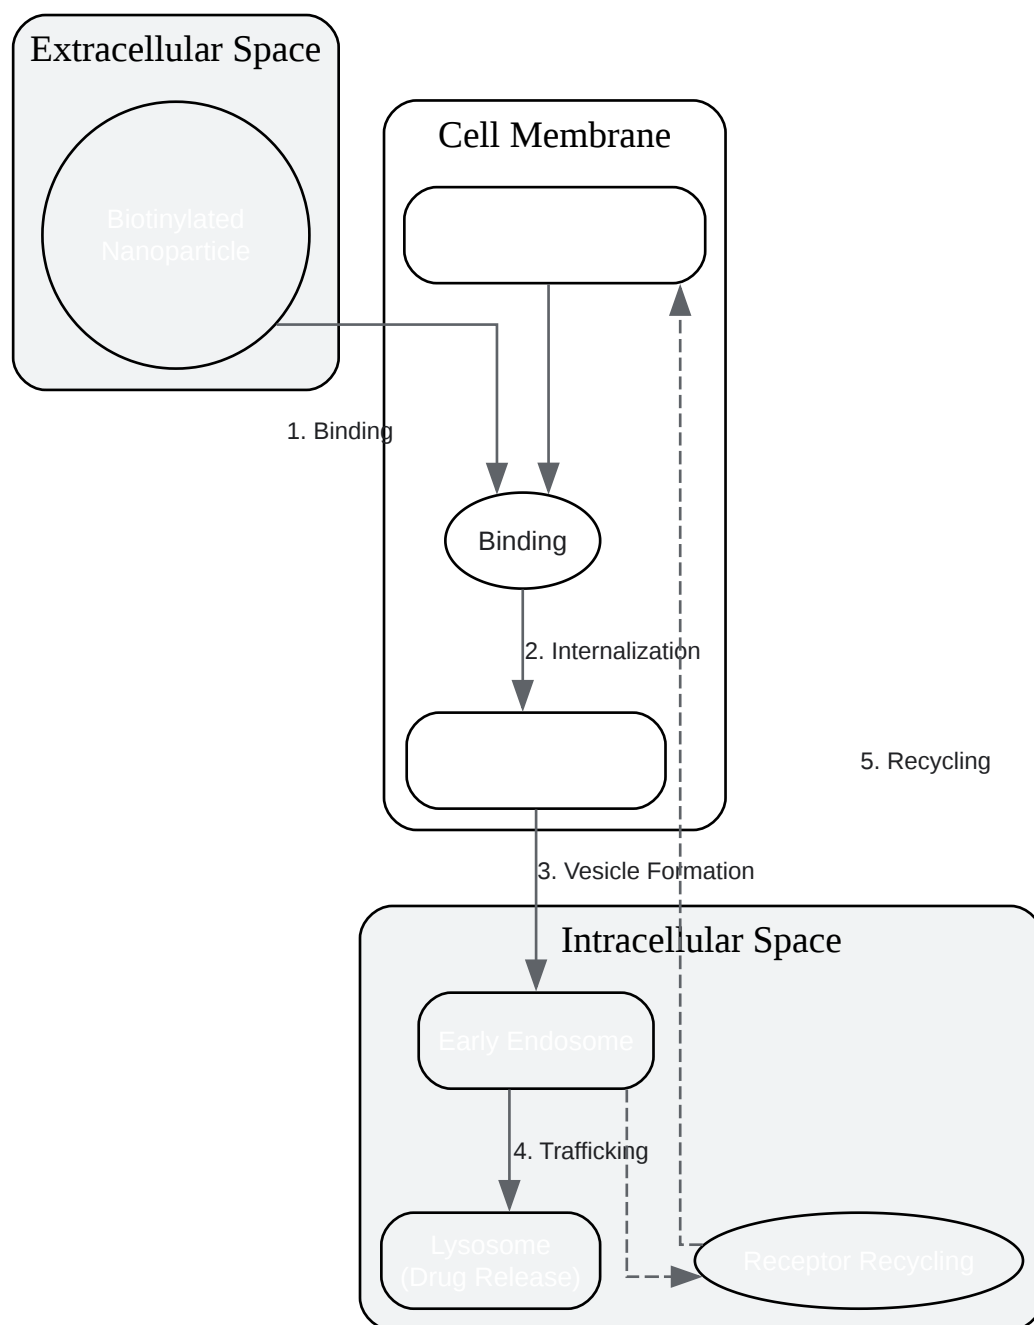 Extracellular Space
Biotinylated
Nanoparticle
Cell Membrane
1. Binding
Binding
2. Internalization
5. Recycling
3. Vesicle Formation
Intracellular Space
Early Endosome
4. Trafficking
Lysosome
(Drug Release)
Receptor Recycling